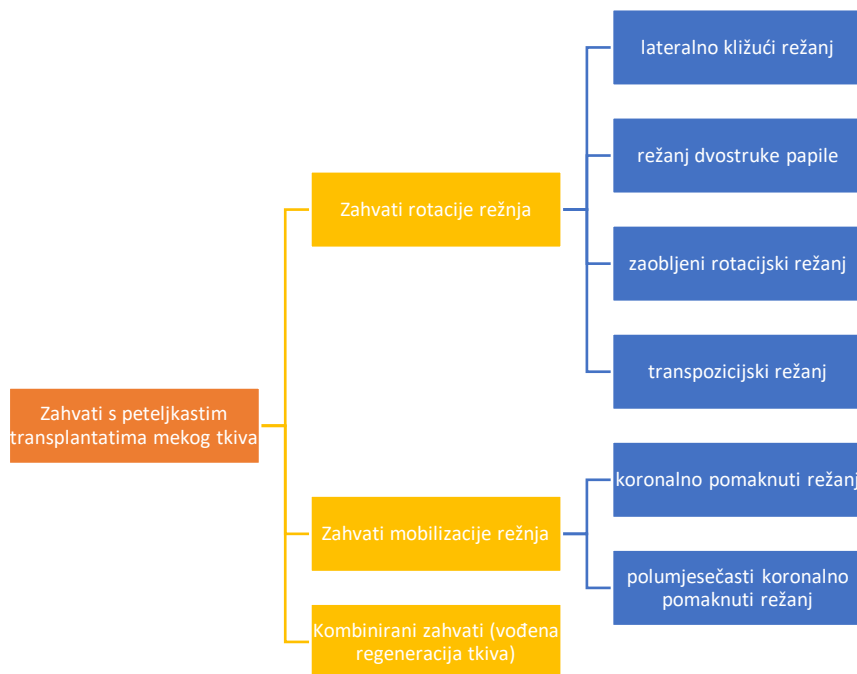 Zahvati s peteljkastim
transplantatima mekog tkiva
Zahvati rotacije režnja
lateralno kližući režanj
režanj dvostruke papile
zaobljeni rotacijski režanj
transpozicijski režanj
Zahvati mobilizacije režnja
koronalno pomaknuti režanj
polumjesečasti koronalno
pomaknuti režanj
Kombinirani zahvati (vođena
regeneracija tkiva)